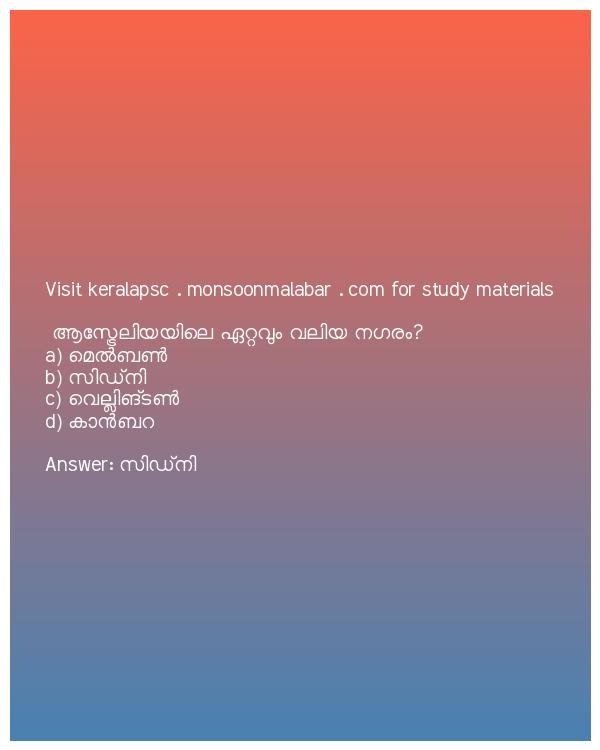 Visit keralapsc . monsoonmalabar . com for study materials
ആസ്ട്രേലിയയിലെ ഏറ്റവും വലിയ നഗരം?
a) മെൽബൺ
b) സിഡ്നി
c) വെല്ലിങ്ടൺ
d) കാൻബറ
Answer: സിഡ്നി